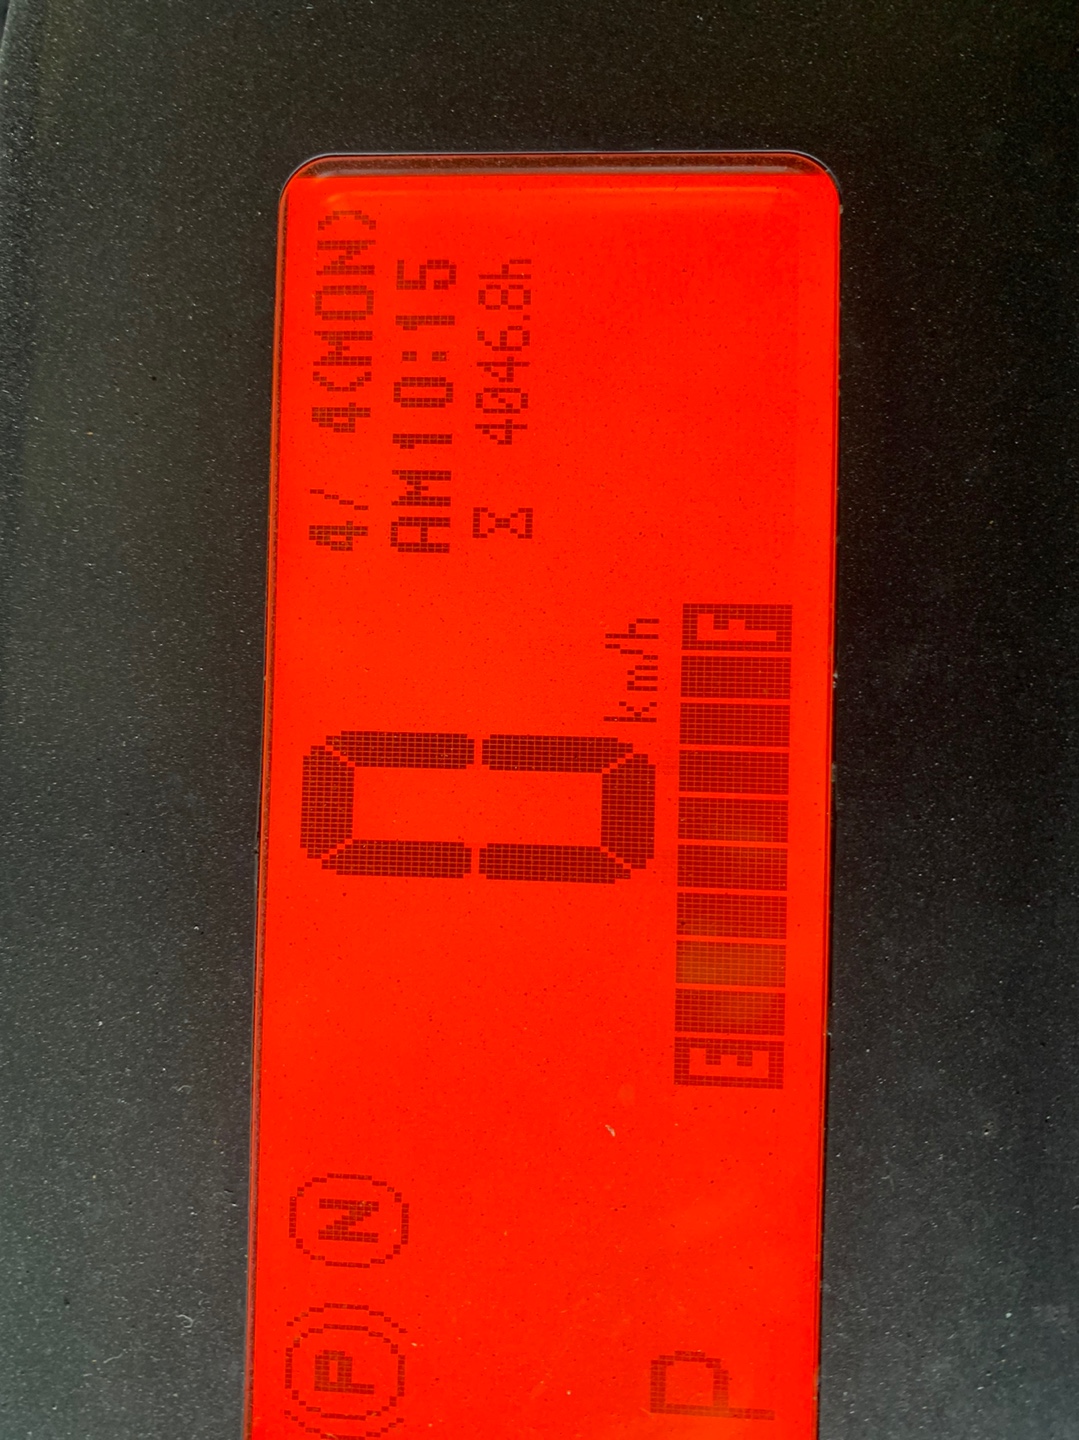 4/ 4(MON)
AM10:15
4046.8h
0 km/h
E F
(P) N
P